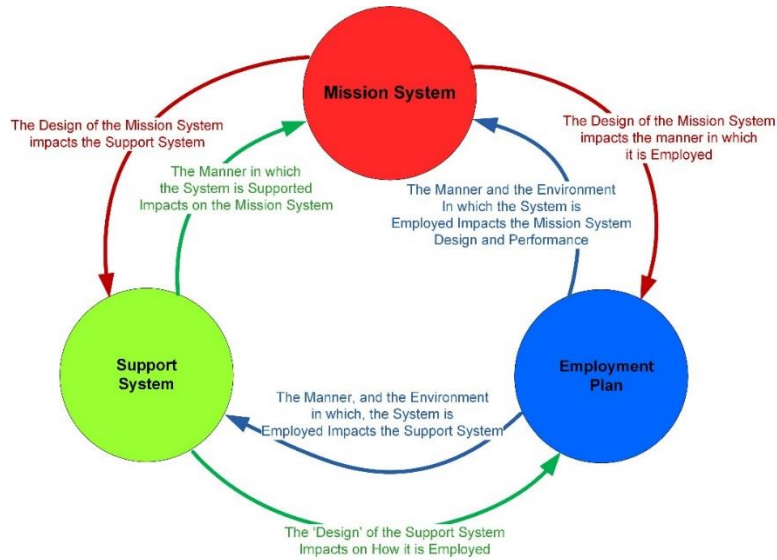 Mission System
The Design of the Mission System
impacts the Support System
The Design of the Mission System
impacts the manner in which
it is Employed
The Manner in which
the System is Supported
Impacts on the Mission System
The Manner and the Environment
In which the System is
Employed Impacts the Mission System
Design and Performance
Support
System
Employment
Plan
The Manner, and the Environment
in which, the System is
Employed Impacts the Support System
The 'Design' of the Support System
Impacts on How it is Employed